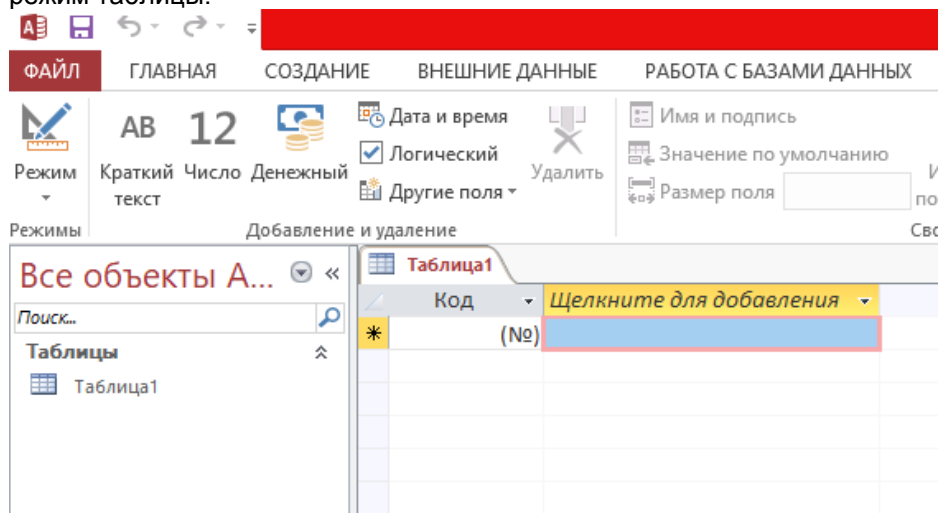 режим таблицы.
ФАЙЛ ГЛАВНАЯ СОЗДАНИЕ ВНЕШНИЕ ДАННЫЕ РАБОТА С БАЗАМИ ДАННЫХ
Режим
AB
Краткий текст
12
Число
Денежный
Дата и время
Логический
Другие поля
Удалить
Имя и подпись
Значение по умолчанию
Размер поля
Режимы
Добавление и удаление
Все объекты A...
Поиск...
Таблицы
Таблица1
Таблица1
Код Щелкните для добавления
(№)